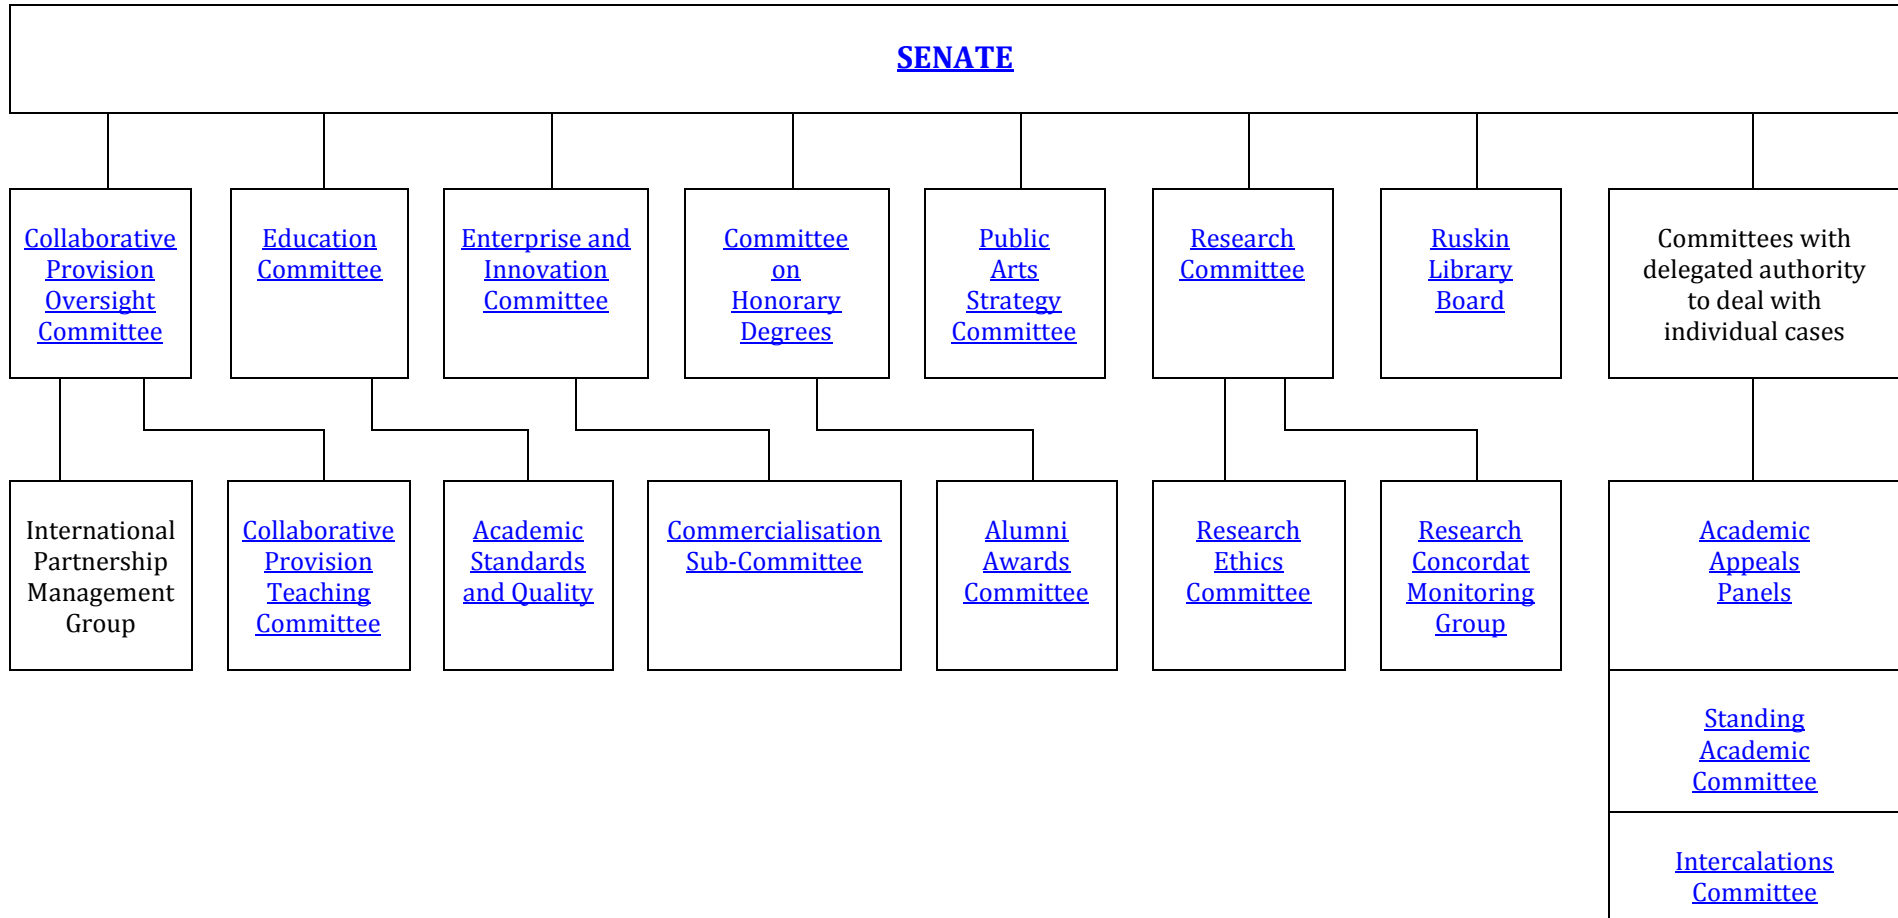 SENATE
Collaborative
Provision
Oversight
Committee
Education
Committee
Enterprise and
Innovation
Committee
Committee
on
Honorary
Degrees
Public
Arts
Strategy
Committee
Research
Committee
Ruskin
Library
Board
Committees with
delegated authority
to deal with
individual cases
International
Partnership
Management
Group
Collaborative
Provision
Teaching
Committee
Academic
Standards
and Quality
Commercialisation
Sub-Committee
Alumni
Awards
Committee
Research
Ethics
Committee
Research
Concordat
Monitoring
Group
Academic
Appeals
Panels
Standing
Academic
Committee
Intercalations
Committee